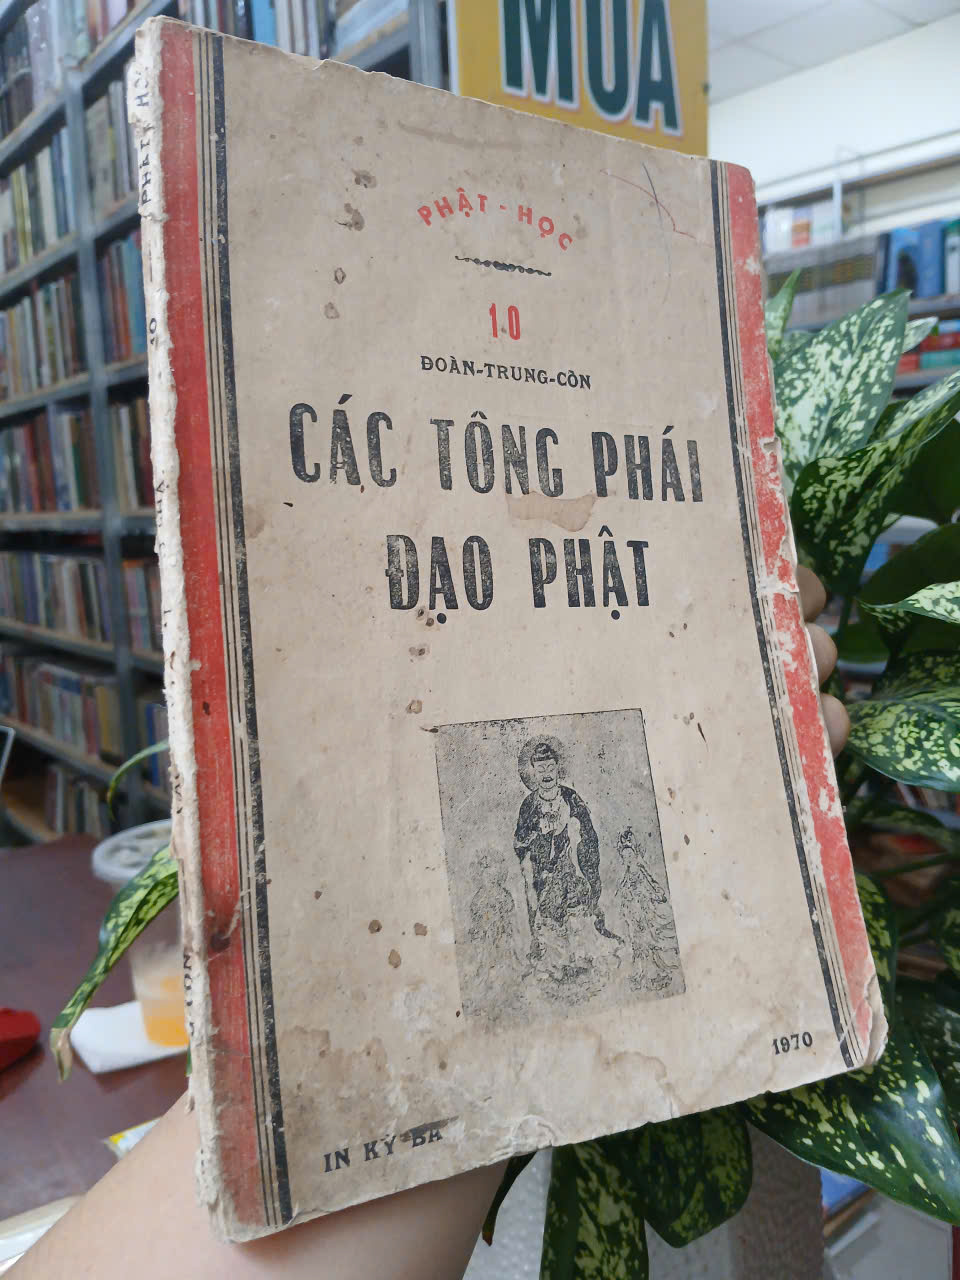 MUA
PHẬT - HỌC
10
ĐOÀN-TRUNG-CÒN
CÁC TÔNG PHÁI
ĐẠO PHẬT
1970
IN KỲ BA